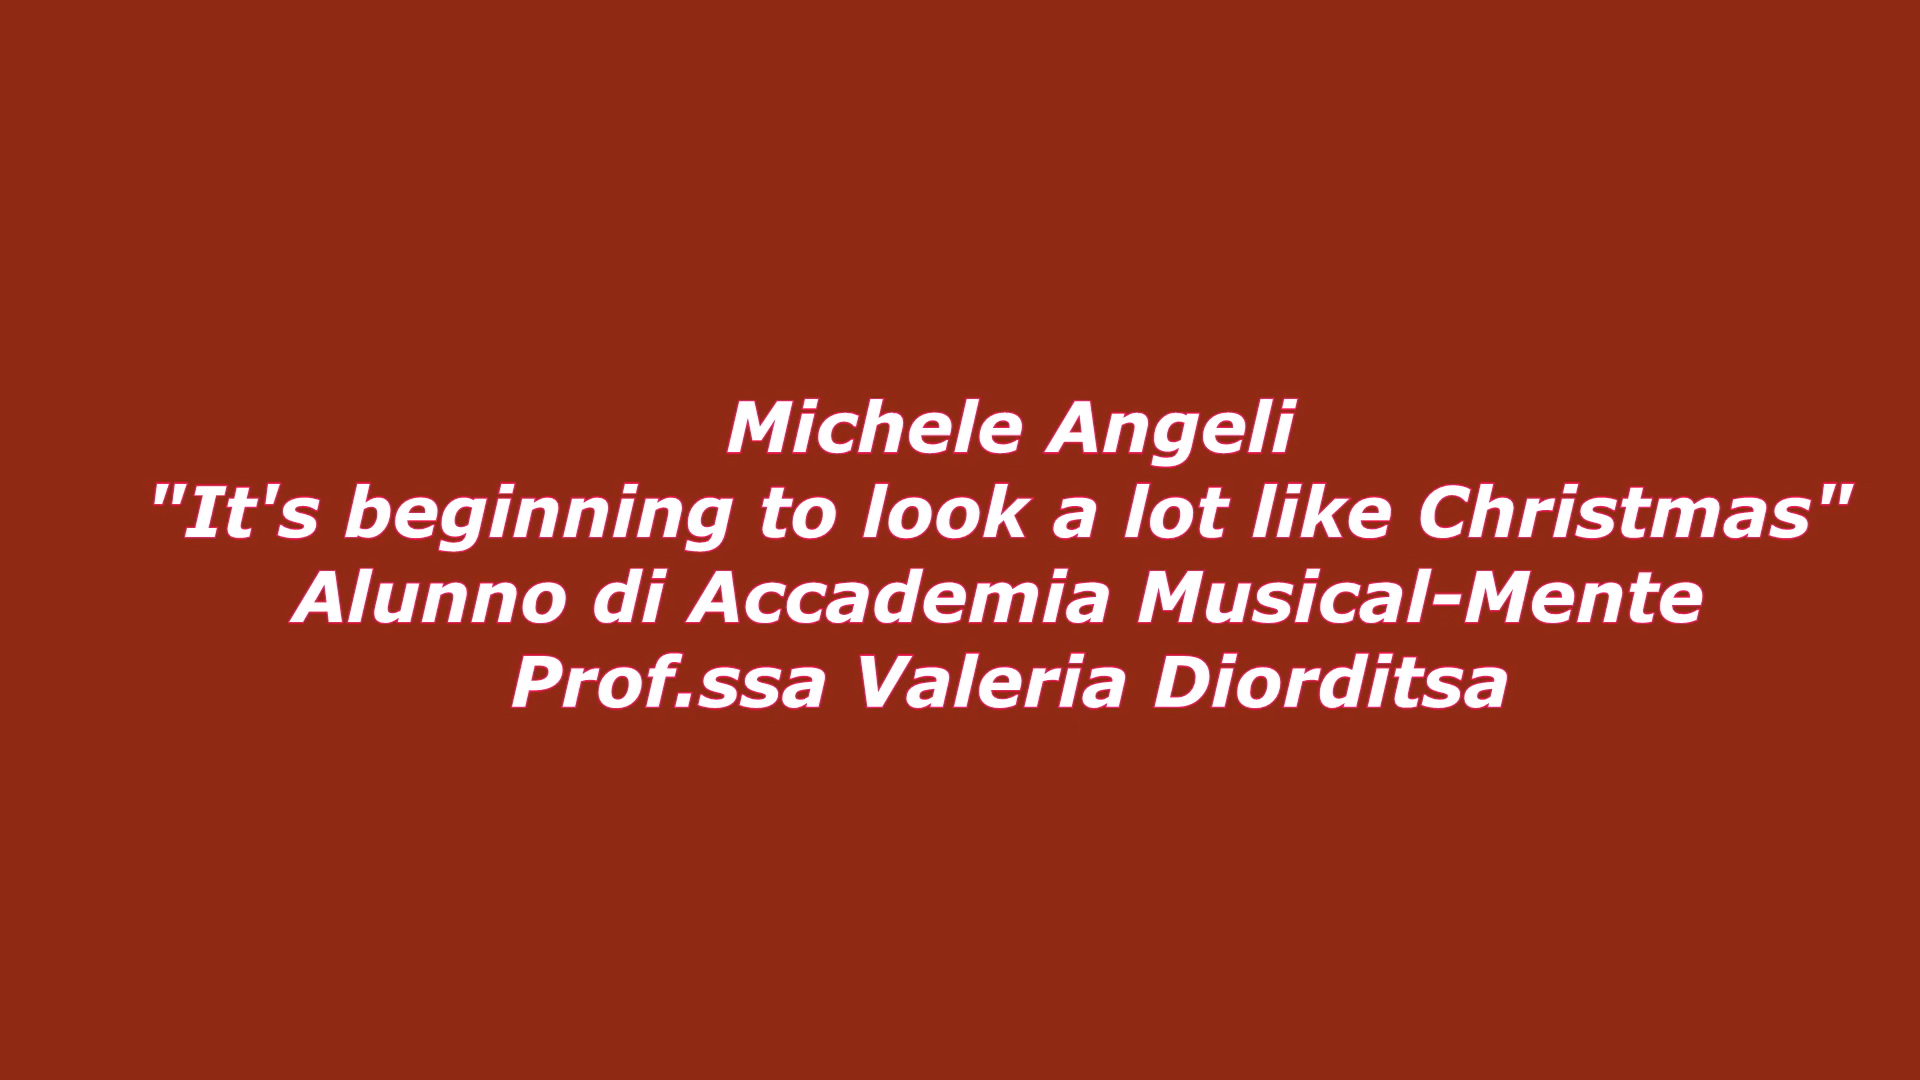 Michele Angeli
"It's beginning to look a lot like Christmas"
Alunno di Accademia Musical-Mente
Prof.ssa Valeria Diorditsa